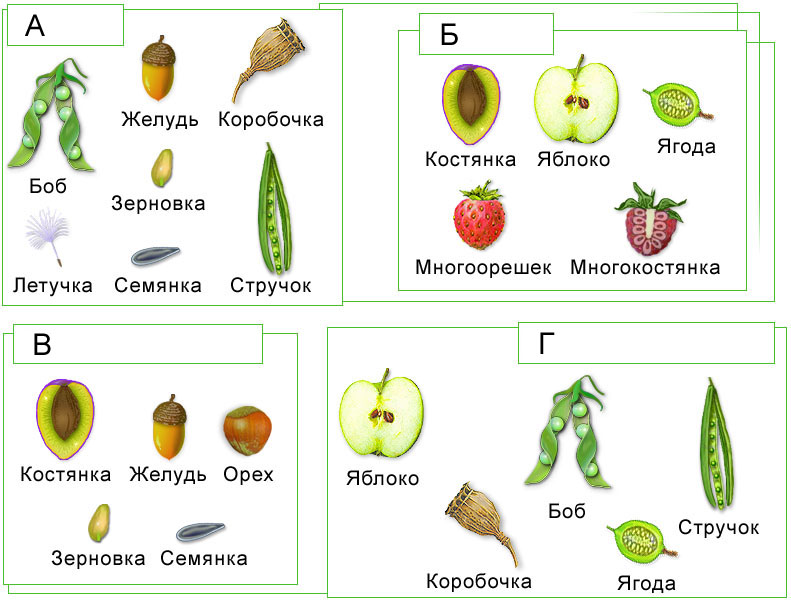 А
Желудь
Коробочка
Боб
Зерновка
Летучка
Семянка
Стручок
Б
Костянка
Яблоко
Ягода
Многоорешек
Многокостянка
В
Костянка
Желудь
Орех
Зерновка
Семянка
Г
Яблоко
Боб
Стручок
Коробочка
Ягода